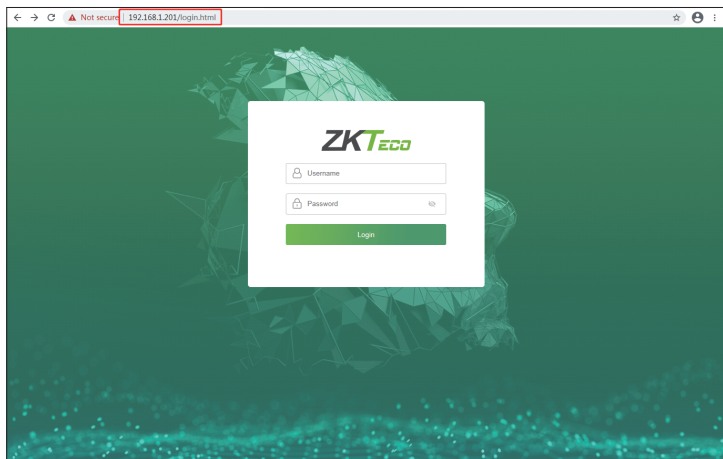 Not secure | 192.168.1.201/login.html
ZKTECO
Username
Password
Login